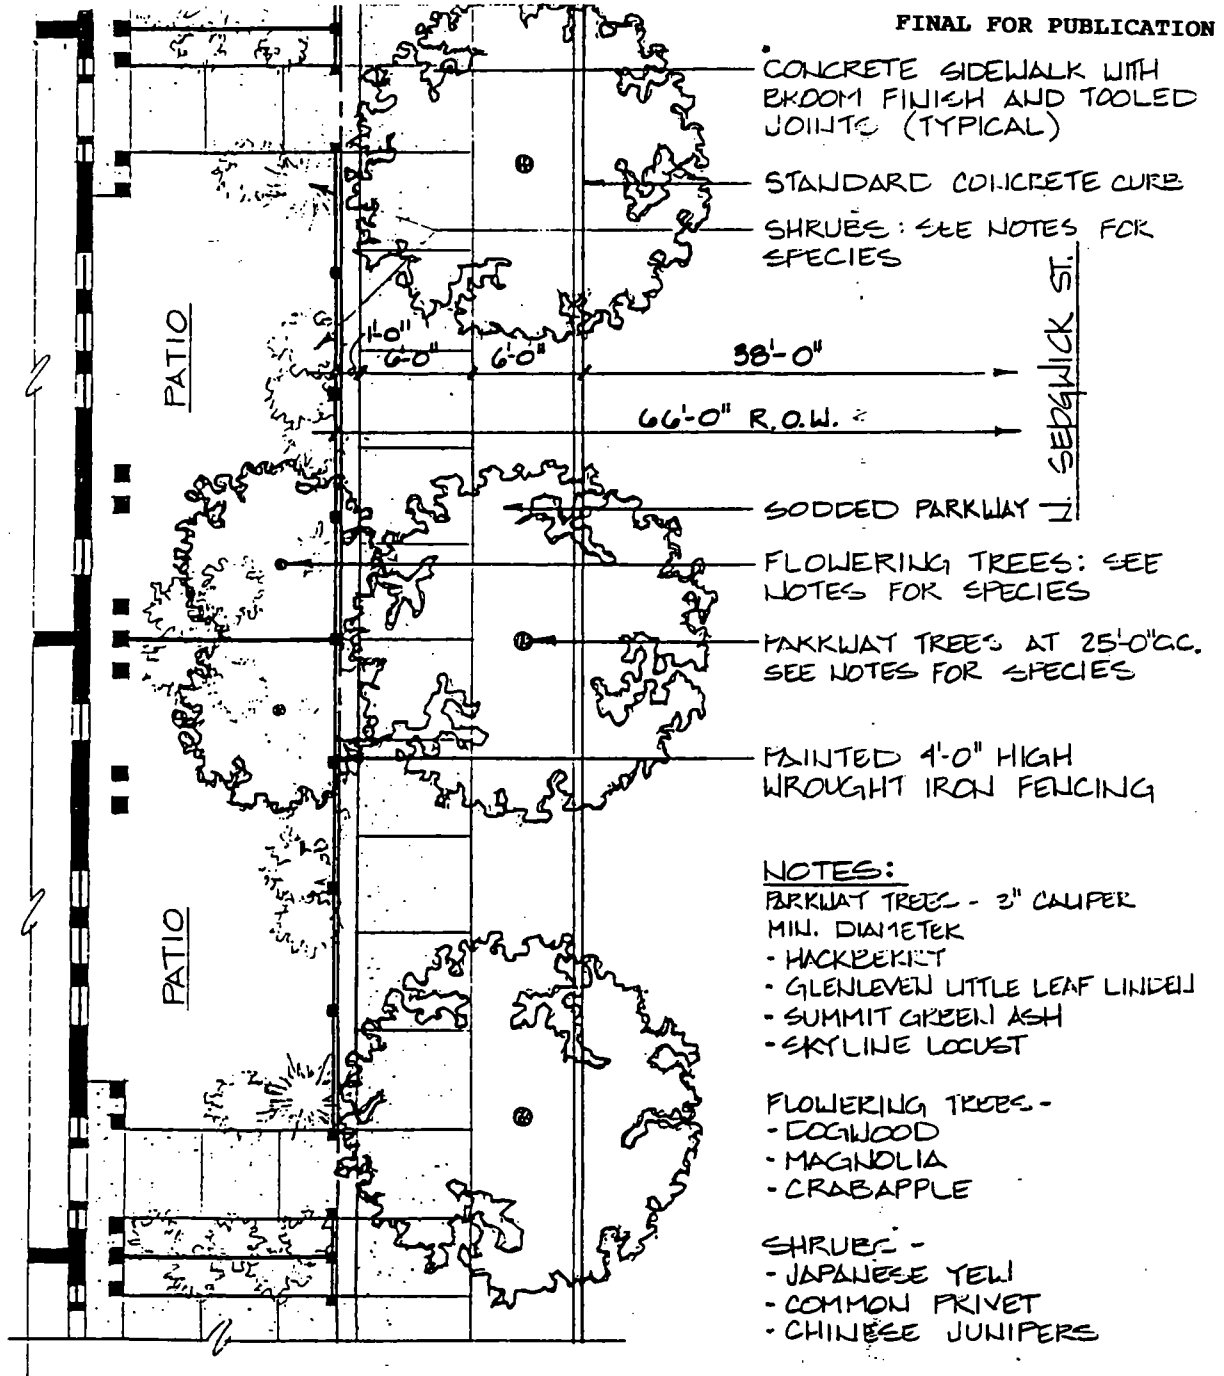 FINAL FOR PUBLICATION
CONCRETE SIDEWALK WITH
BROOM FINISH AND TOOLED
JOINTS (TYPICAL)
STANDARD CONCRETE CURB
SHRUBS: SEE NOTES FOR
SPECIES
N. SEDGWICK ST.
PATIO
1'-0"
6'-0"
6'-0"
38'-0"
66'-0" R.O.W.
SODDED PARKWAY
FLOWERING TREES: SEE
NOTES FOR SPECIES
PARKWAY TREES AT 25'-0" O.C.
SEE NOTES FOR SPECIES
PAINTED 4'-0" HIGH
WROUGHT IRON FENCING
PATIO
NOTES:
PARKWAY TREES - 3" CALIPER
MIN. DIAMETER
- HACKBERRY
- GLENLEVEN LITTLE LEAF LINDEN
- SUMMIT GREEN ASH
- SKYLINE LOCUST
FLOWERING TREES -
- DOGWOOD
- MAGNOLIA
- CRABAPPLE
SHRUBS -
- JAPANESE YEW
- COMMON PRIVET
- CHINESE JUNIPERS